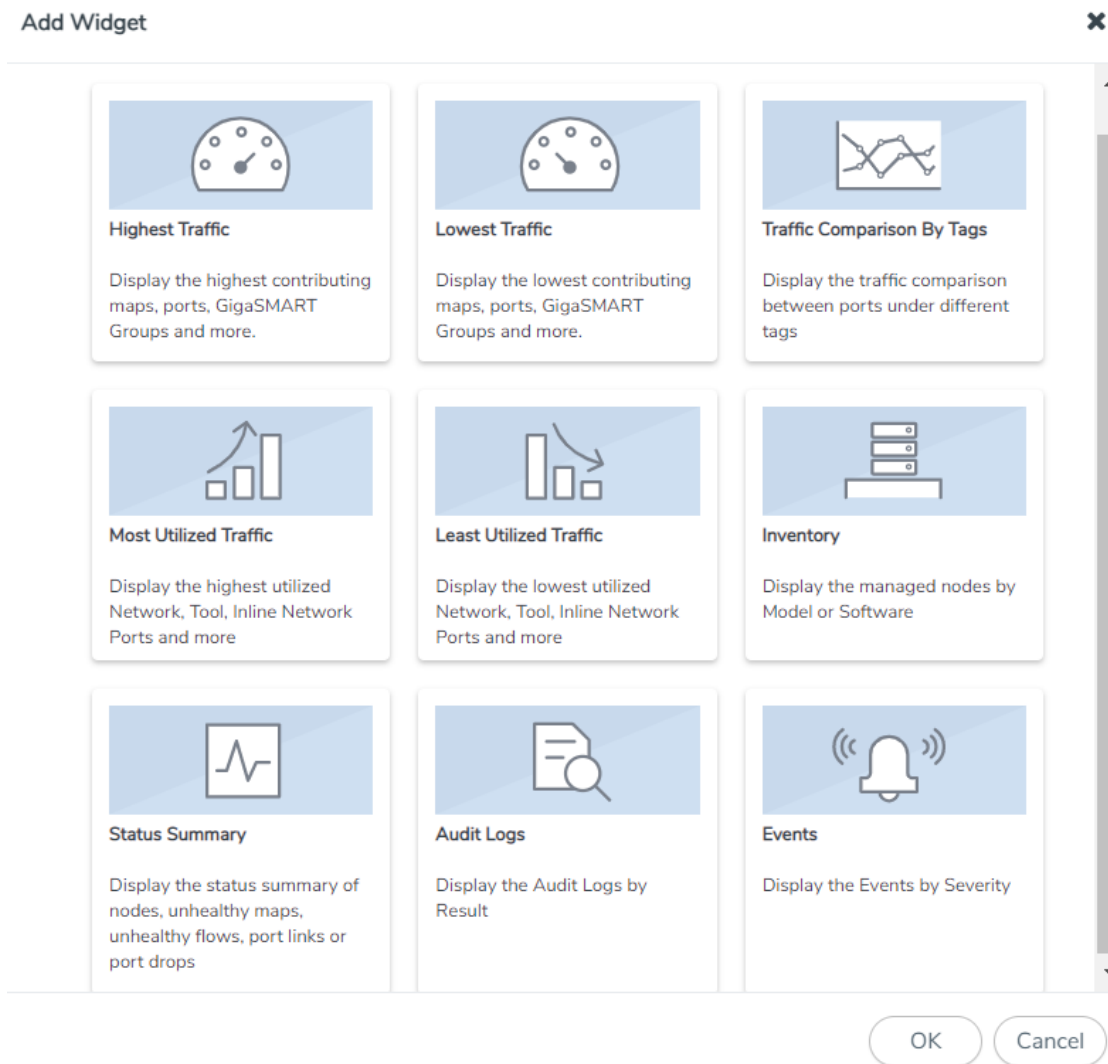 Add Widget
Highest Traffic
Display the highest contributing
maps, ports, GigaSMART
Groups and more.
Lowest Traffic
Display the lowest contributing
maps, ports, GigaSMART
Groups and more.
Traffic Comparison By Tags
Display the traffic comparison
between ports under different
tags
Most Utilized Traffic
Display the highest utilized
Network, Tool, Inline Network
Ports and more
Least Utilized Traffic
Display the lowest utilized
Network, Tool, Inline Network
Ports and more
Inventory
Display the managed nodes by
Model or Software
Status Summary
Display the status summary of
nodes, unhealthy maps,
unhealthy flows, port links or
port drops
Audit Logs
Display the Audit Logs by
Result
Events
Display the Events by Severity
OK
Cancel